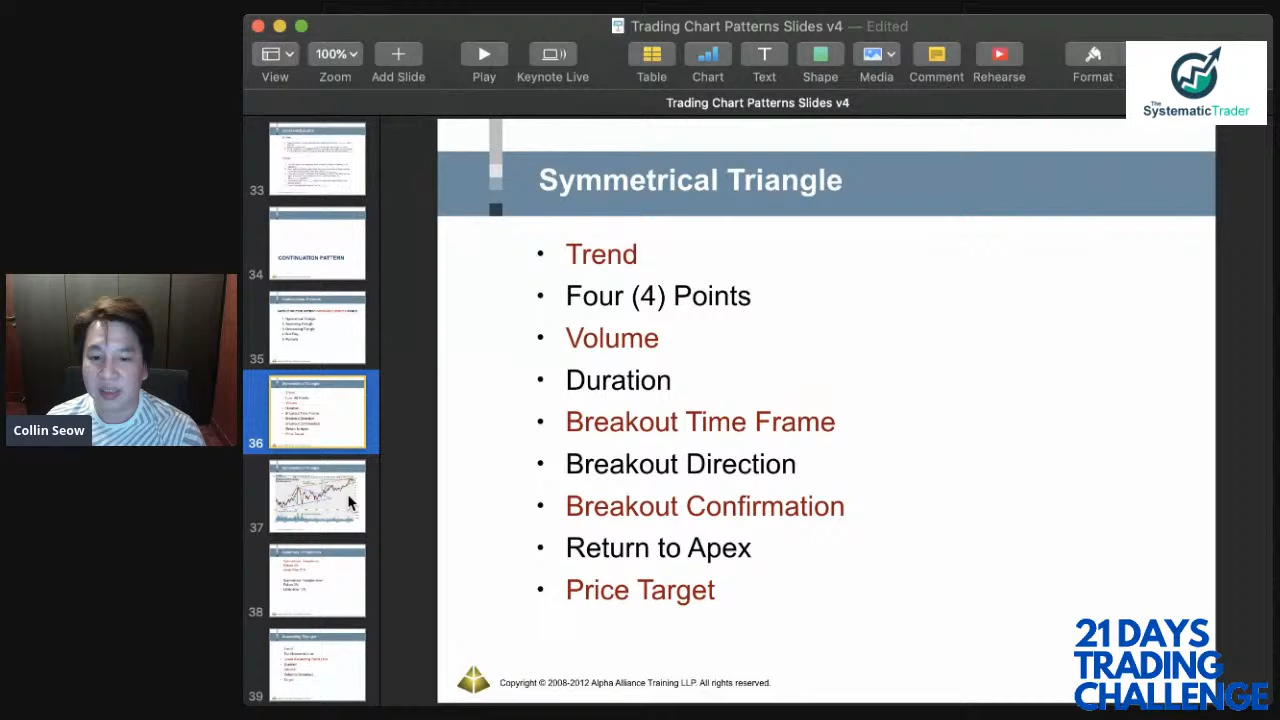 Trading Chart Patterns Slides v4 — Edited
100%
View
Zoom
Add Slide
Play
Keynote Live
Table
Chart
Text
Shape
Media
Comment
Rehearse
Format
Trading Chart Patterns Slides v4
The
SystematicTrader
33
34
CONTINUATION PATTERN
35
36
37
38
39
Symmetrical Triangle
• Trend
• Four (4) Points
• Volume
• Duration
• Breakout Time Frame
• Breakout Direction
• Breakout Confirmation
• Return to Apex
• Price Target
Copyright © 2008-2012 Alpha Alliance Training LLP. All rights reserved.
Collin Seow
21 DAYS
TRADING
CHALLENGE